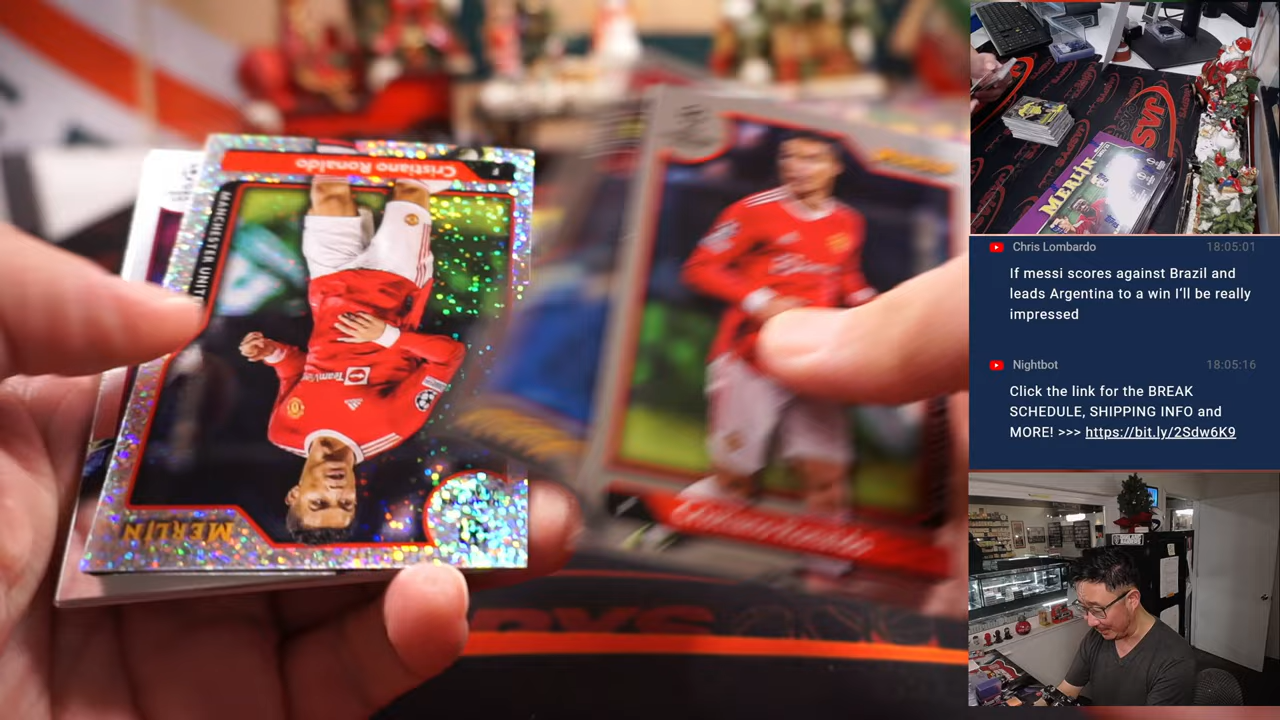 Cristiano Ronaldo
MANCHESTER UNIT
TeamVie
MERLIN
MERLIN
Chris Lombardo 18:05:01
If messi scores against Brazil and
leads Argentina to a win I'll be really
impressed
Nightbot 18:05:16
Click the link for the BREAK
SCHEDULE, SHIPPING INFO and
MORE! >>> https://bit.ly/2Sdw6K9